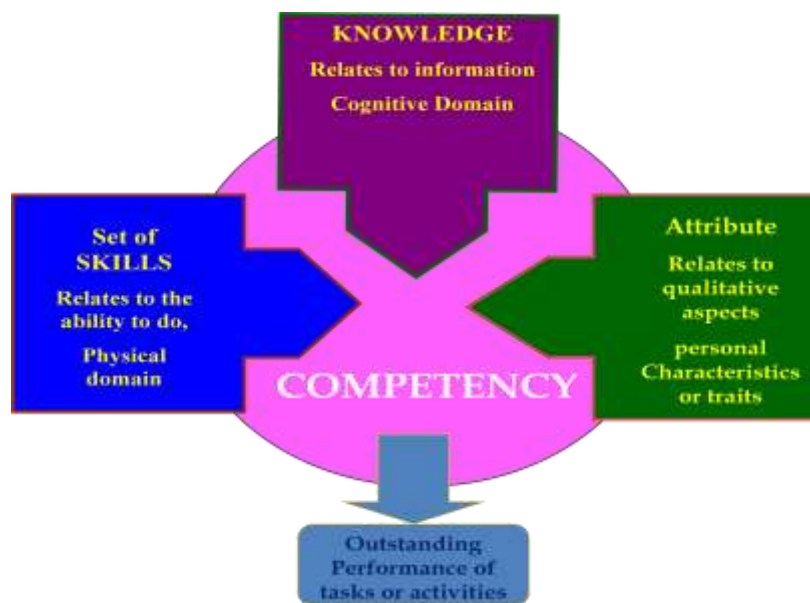 KNOWLEDGE
Relates to information
Cognitive Domain
Set of
SKILLS
Relates to the
ability to do,
Physical
domain
Attribute
Relates to
qualitative
aspects
personal
Characteristics
or traits
COMPETENCY
Outstanding
Performance of
tasks or activities